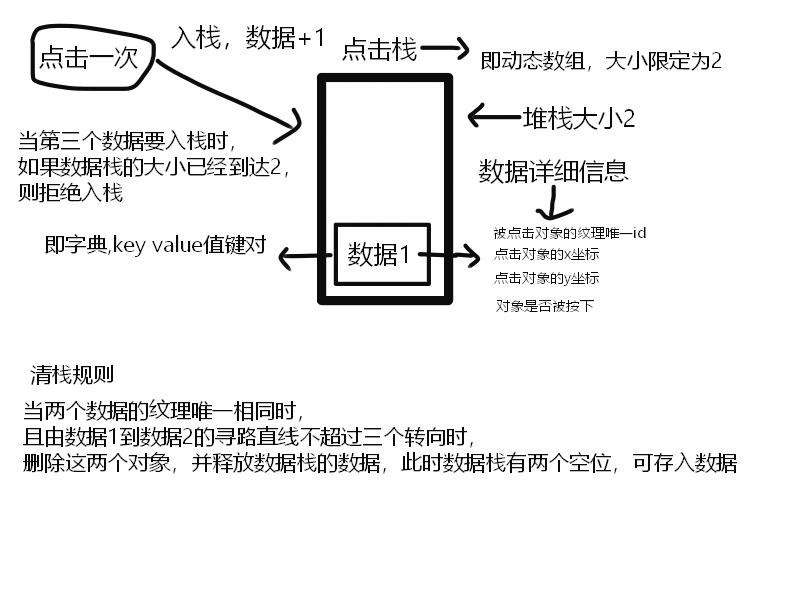 点击一次
入栈，数据+1
点击栈
即动态数组，大小限定为2
堆栈大小2
当第三个数据要入栈时，
如果数据栈的大小已经到达2，
则拒绝入栈
数据详细信息
即字典,key value值键对
数据1
被点击对象的纹理唯一id
点击对象的x坐标
点击对象的y坐标
对象是否被按下
清栈规则
当两个数据的纹理唯一相同时，
且由数据1到数据2的寻路直线不超过三个转向时，
删除这两个对象，并释放数据栈的数据，此时数据栈有两个空位，可存入数据